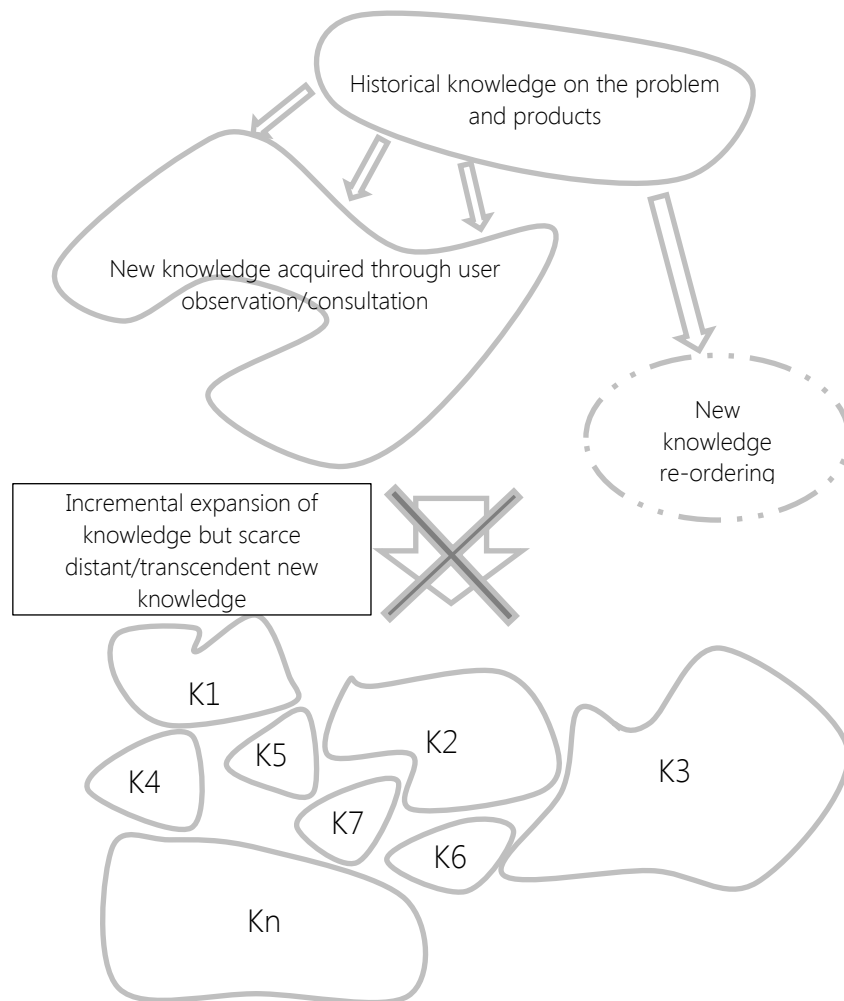 Historical knowledge on the problem
and products
New knowledge acquired through user
observation/consultation
New
knowledge
re-ordering
Incremental expansion of
knowledge but scarce
distant/transcendent new
knowledge
K1
K5
K2
K3
K4
K7
K6
Kn